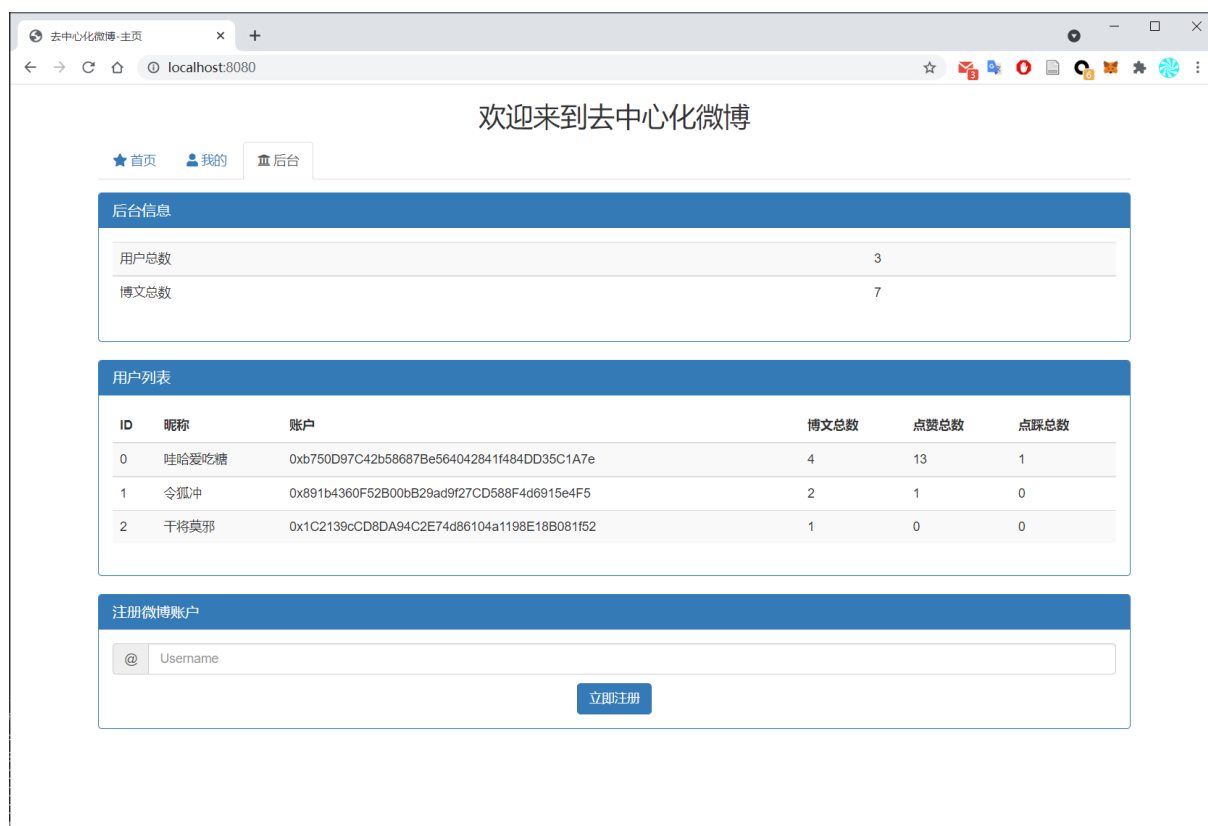 去中心化微博-主页
localhost:8080
3
6
欢迎来到去中心化微博
首页 我的 后台
后台信息
用户总数 3
博文总数 7
用户列表
ID 昵称 账户 博文总数 点赞总数 点踩总数
0 哇哈爱吃糖 0xb750D97C42b58687Be564042841f484DD35C1A7e 4 13 1
1 令狐冲 0x891b4360F52B00bB29ad9f27CD588F4d6915e4F5 2 1 0
2 干将莫邪 0x1C2139cCD8DA94C2E74d86104a1198E18B081f52 1 0 0
注册微博账户
@ Username
立即注册